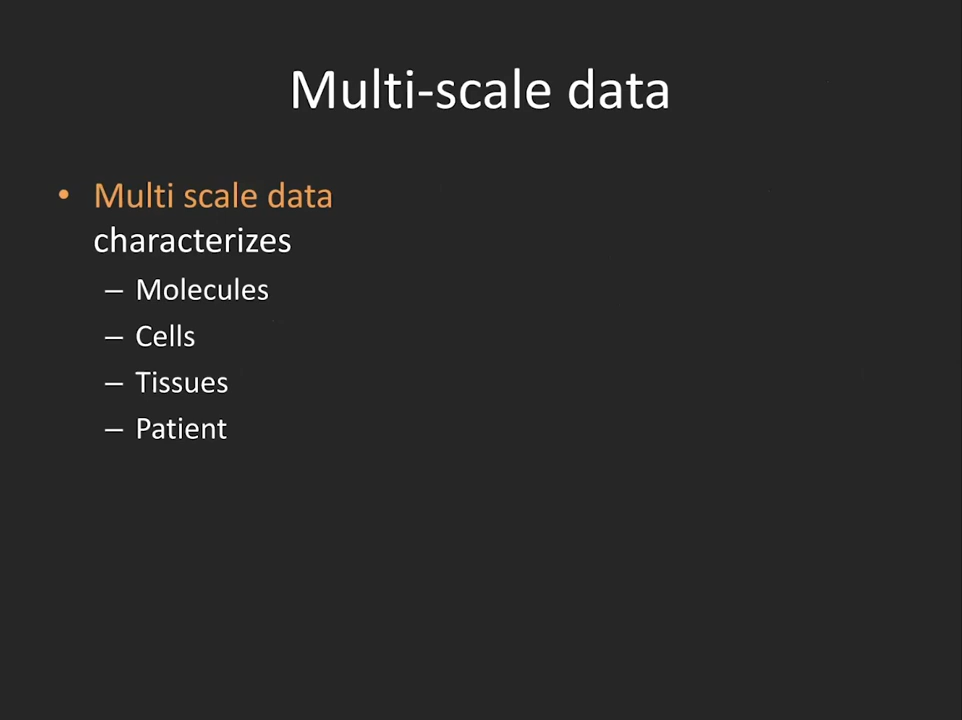 Multi-scale data
• Multi scale data
characterizes
– Molecules
– Cells
– Tissues
– Patient